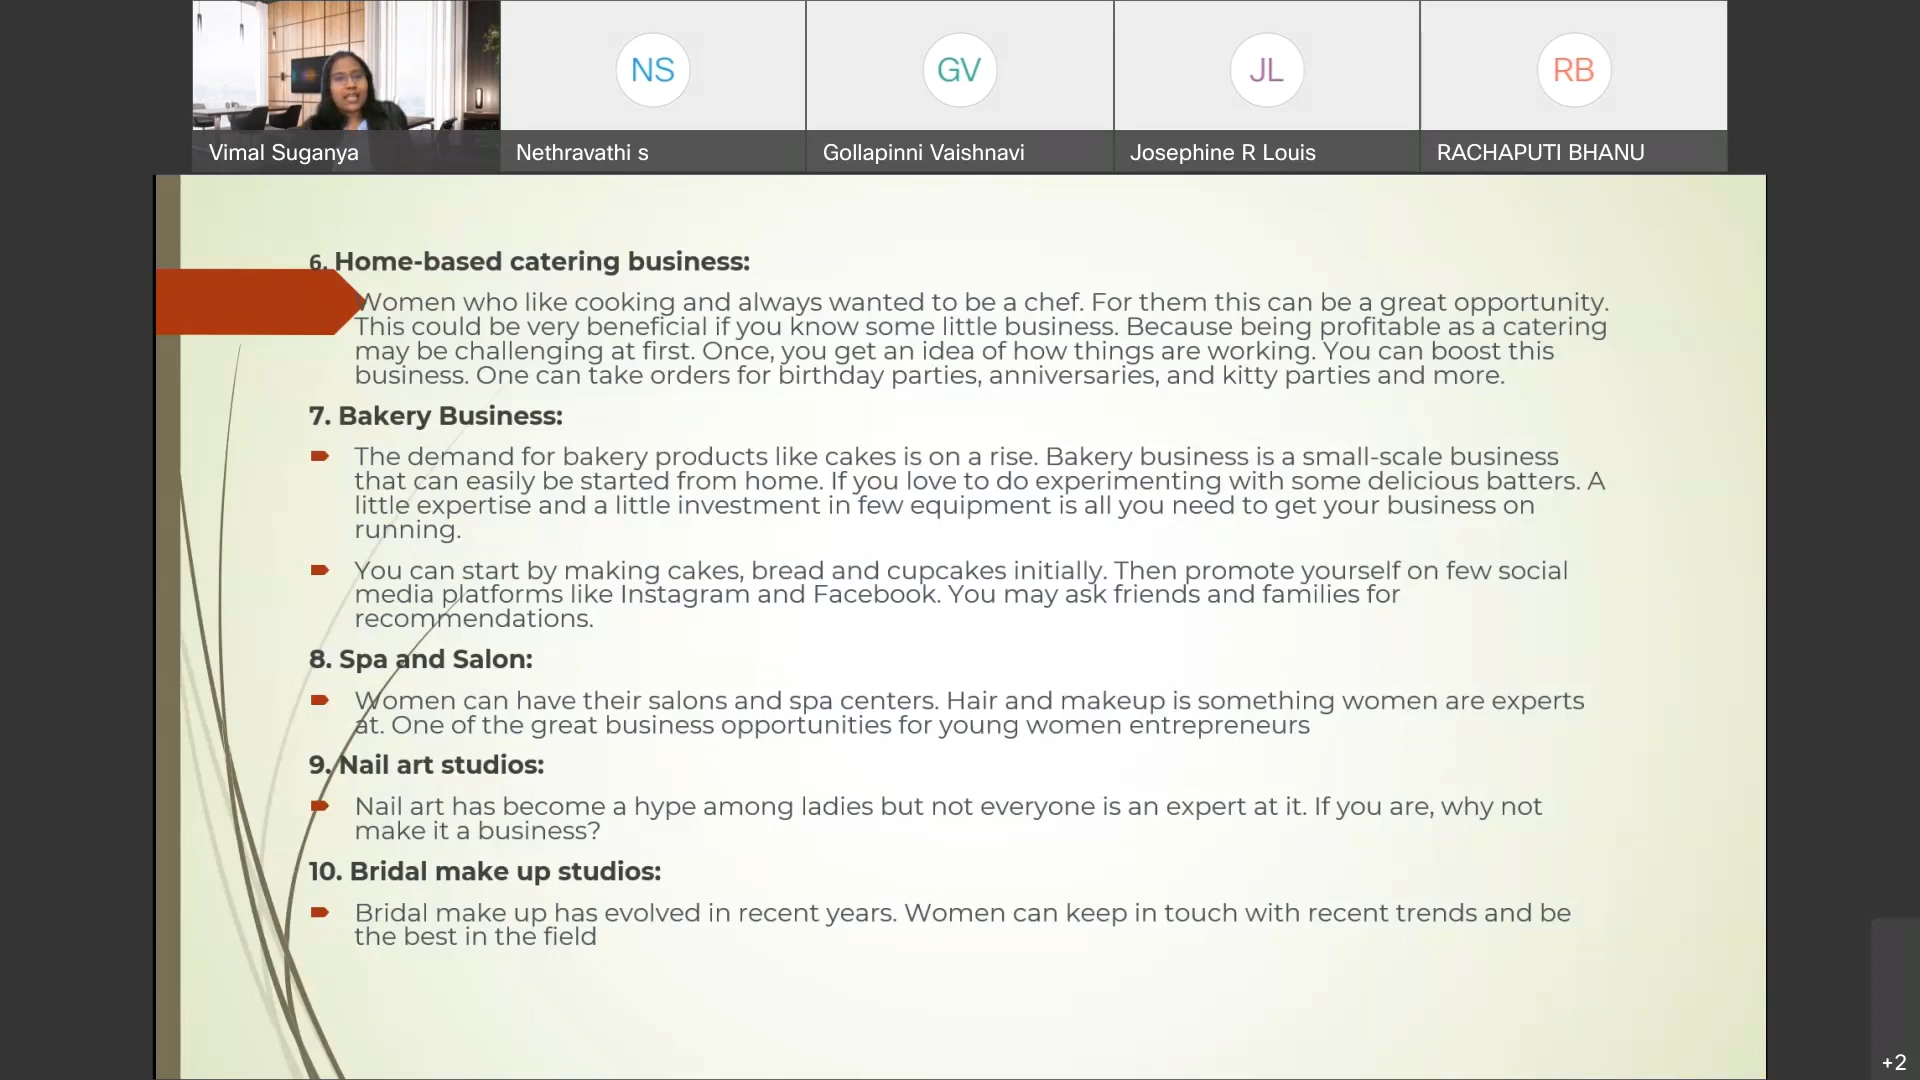 NS
GV
JL
RB
Vimal Suganya
Nethravathi s
Gollapinni Vaishnavi
Josephine R Louis
RACHAPUTI BHANU
6. Home-based catering business:
Women who like cooking and always wanted to be a chef. For them this can be a great opportunity.
This could be very beneficial if you know some little business. Because being profitable as a catering
may be challenging at first. Once, you get an idea of how things are working. You can boost this
business. One can take orders for birthday parties, anniversaries, and kitty parties and more.
7. Bakery Business:
The demand for bakery products like cakes is on a rise. Bakery business is a small-scale business
that can easily be started from home. If you love to do experimenting with some delicious batters. A
little expertise and a little investment in few equipment is all you need to get your business on
running.
You can start by making cakes, bread and cupcakes initially. Then promote yourself on few social
media platforms like Instagram and Facebook. You may ask friends and families for
recommendations.
8. Spa and Salon:
Women can have their salons and spa centers. Hair and makeup is something women are experts
at. One of the great business opportunities for young women entrepreneurs
9. Nail art studios:
Nail art has become a hype among ladies but not everyone is an expert at it. If you are, why not
make it a business?
10. Bridal make up studios:
Bridal make up has evolved in recent years. Women can keep in touch with recent trends and be
the best in the field
+2